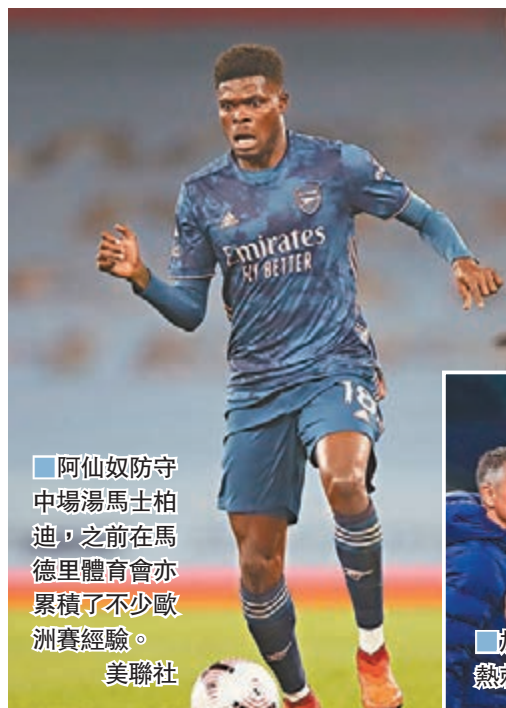 Emirates
FLY BETTER
18
■阿仙奴防守
中場湯馬士柏
迪，之前在馬
德里體育會亦
累積了不少歐
洲賽經驗。
美聯社